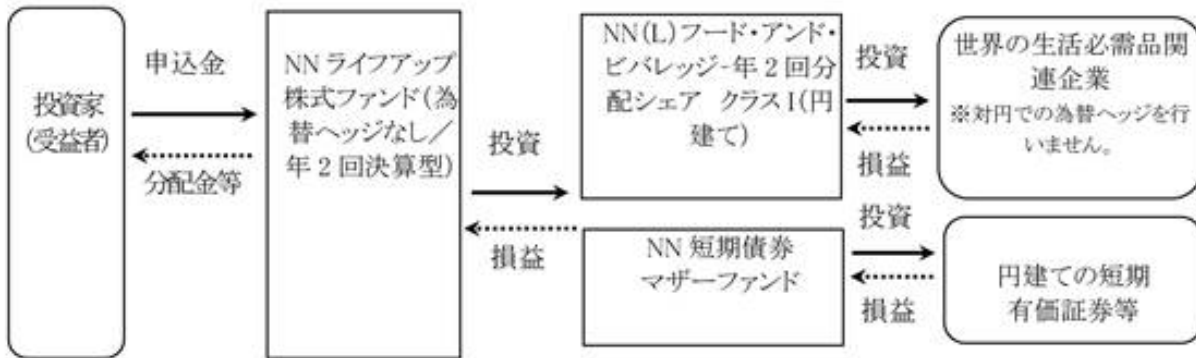 投資家
(受益者)
申込金
分配金等
NN ライフアップ
株式ファンド(為
替ヘッジなし／
年2回決算型)
投資
損益
NN(L)フード・アンド・
ビバレッジ-年2回分
配シェア クラスI(円
建て)
投資
損益
世界の生活必需品関
連企業
※対円での為替ヘッジを行
いません。
NN 短期債券
マザーファンド
投資
損益
円建ての短期
有価証券等